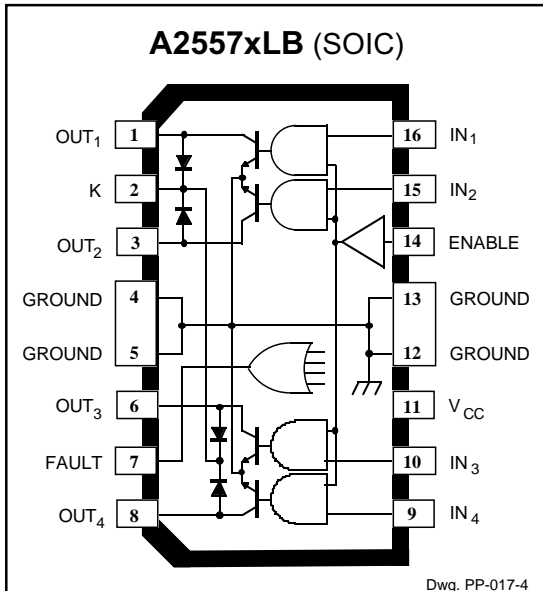 A2557xLB (SOIC)
OUT1 1 16 IN1
K 2 15 IN2
OUT2 3 14 ENABLE
GROUND 4 13 GROUND
GROUND 5 12 GROUND
OUT3 6 11 VCC
FAULT 7 10 IN3
OUT4 8 9 IN4
Dwg. PP-017-4